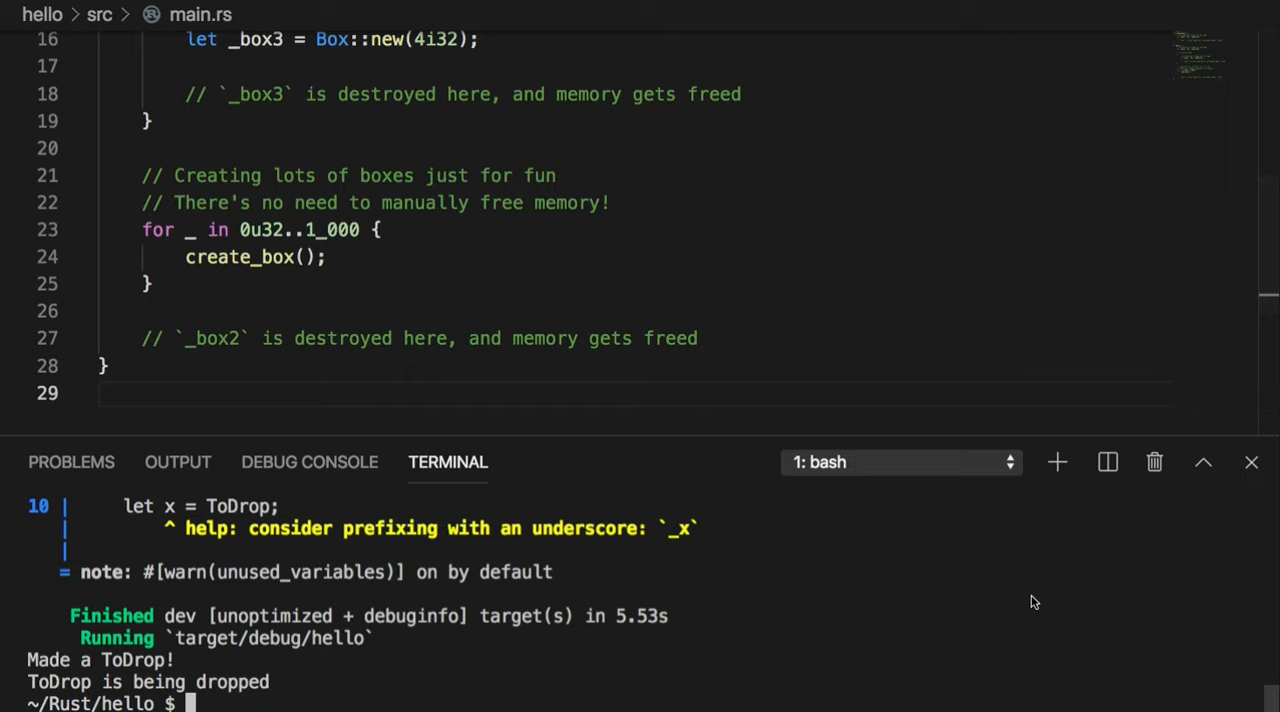 hello > src > main.rs
16 let _box3 = Box::new(4i32);
17
18 // `_box3` is destroyed here, and memory gets freed
19 }
20
21 // Creating lots of boxes just for fun
22 // There's no need to manually free memory!
23 for _ in 0u32..1_000 {
24 create_box();
25 }
26
27 // `_box2` is destroyed here, and memory gets freed
28 }
29
PROBLEMS OUTPUT DEBUG CONSOLE TERMINAL 1: bash
10 | let x = ToDrop;
| ^ help: consider prefixing with an underscore: `_x`
|
= note: #[warn(unused_variables)] on by default
Finished dev [unoptimized + debuginfo] target(s) in 5.53s
Running `target/debug/hello`
Made a ToDrop!
ToDrop is being dropped
~/Rust/hello $